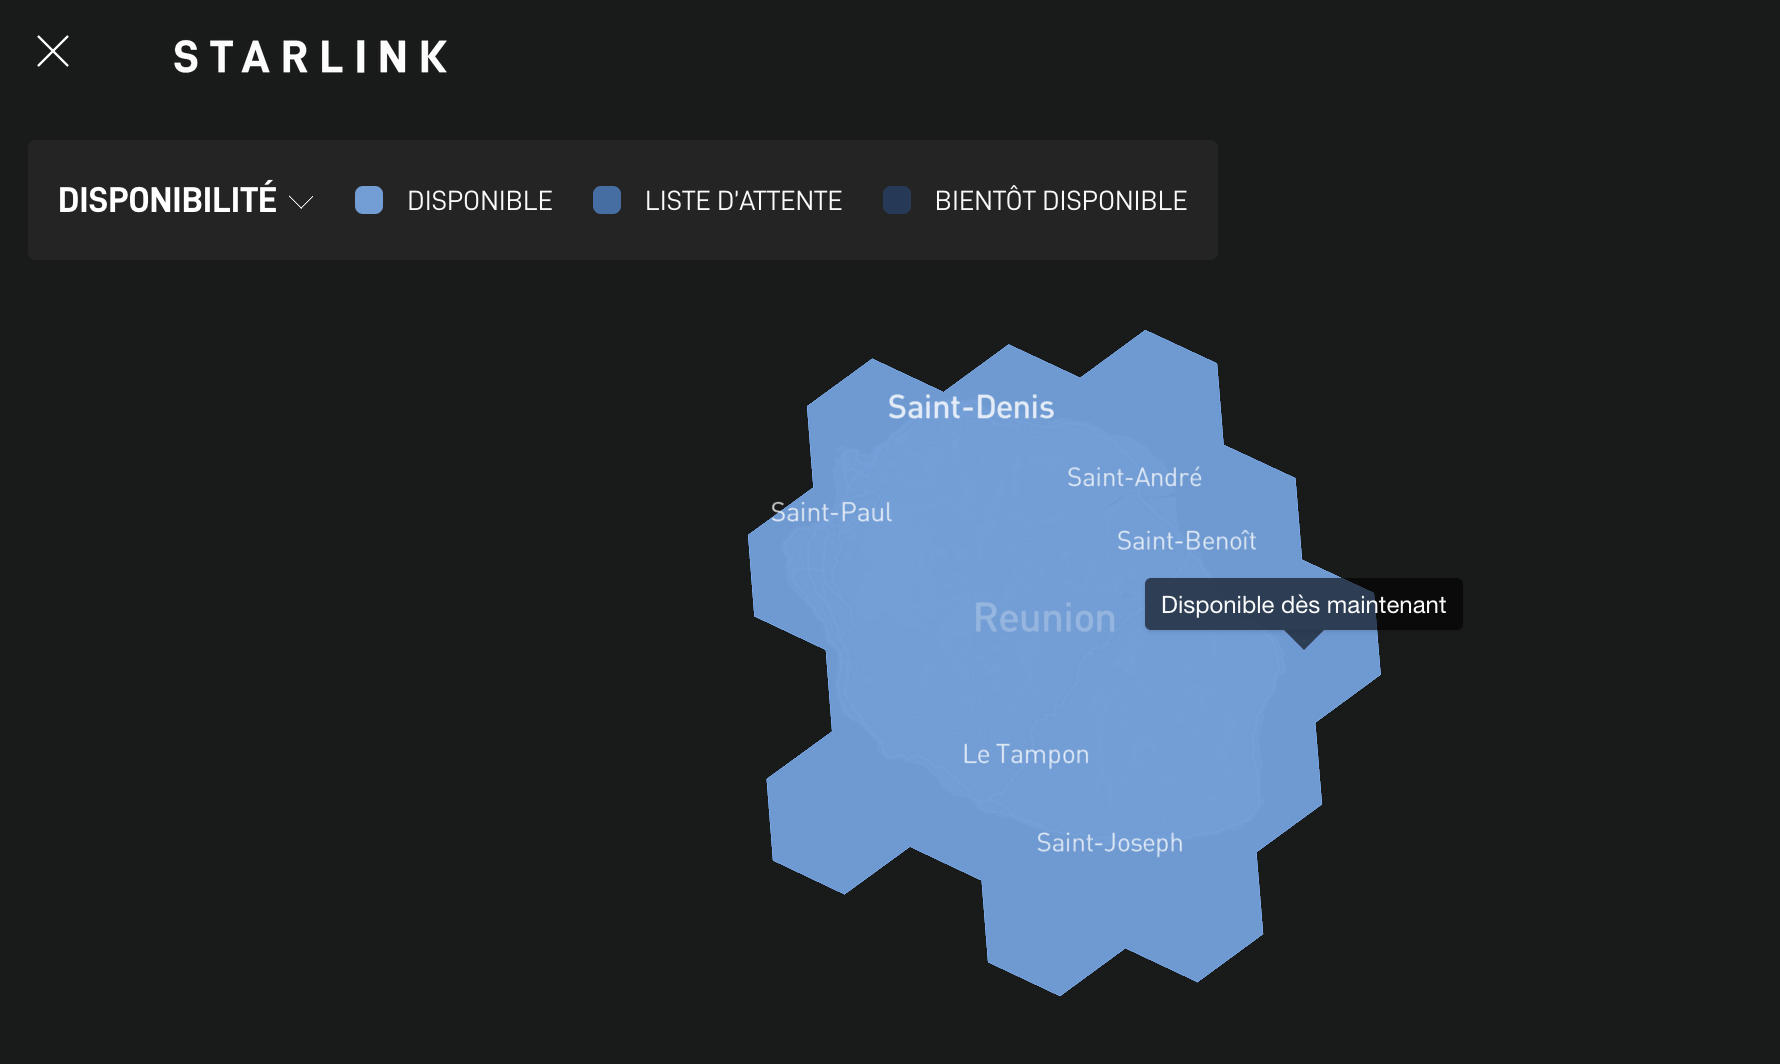 STARLINK
DISPONIBILITÉ DISPONIBLE LISTE D'ATTENTE BIENTÔT DISPONIBLE
Saint-Denis
Saint-André
Saint-Paul
Saint-Benoît
Disponible dès maintenant
Reunion
Le Tampon
Saint-Joseph